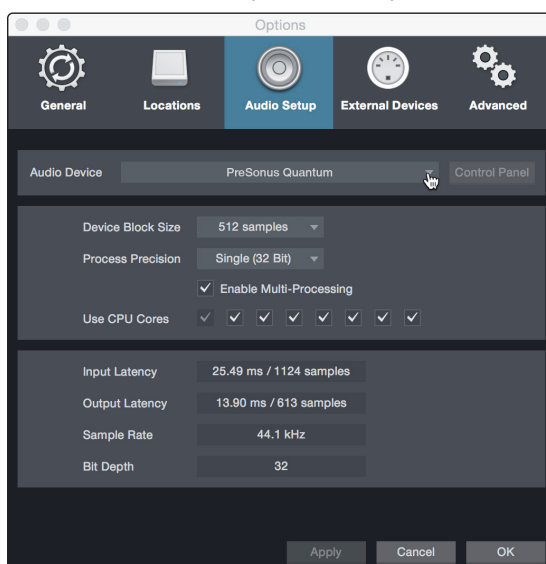 Options
General Locations Audio Setup External Devices Advanced
Audio Device PreSonus Quantum Control Panel
Device Block Size 512 samples
Process Precision Single (32 Bit)
Enable Multi-Processing
Use CPU Cores
Input Latency 25.49 ms / 1124 samples
Output Latency 13.90 ms / 613 samples
Sample Rate 44.1 kHz
Bit Depth 32
Apply Cancel OK